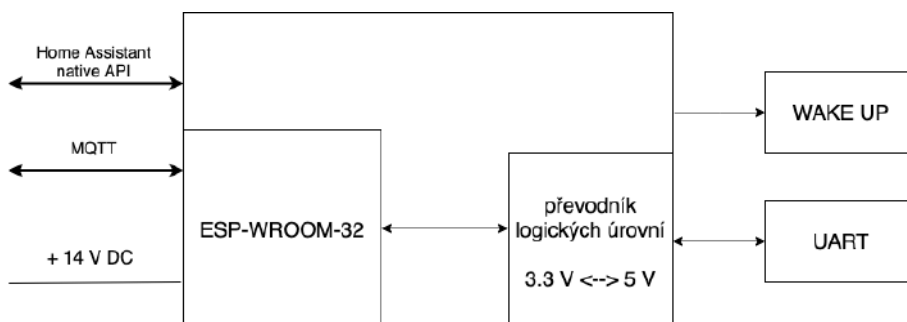 Home Assistant
native API
MQTT
+ 14 V DC
ESP-WROOM-32
převodník
logických úrovní
3.3 V <--> 5 V
WAKE UP
UART